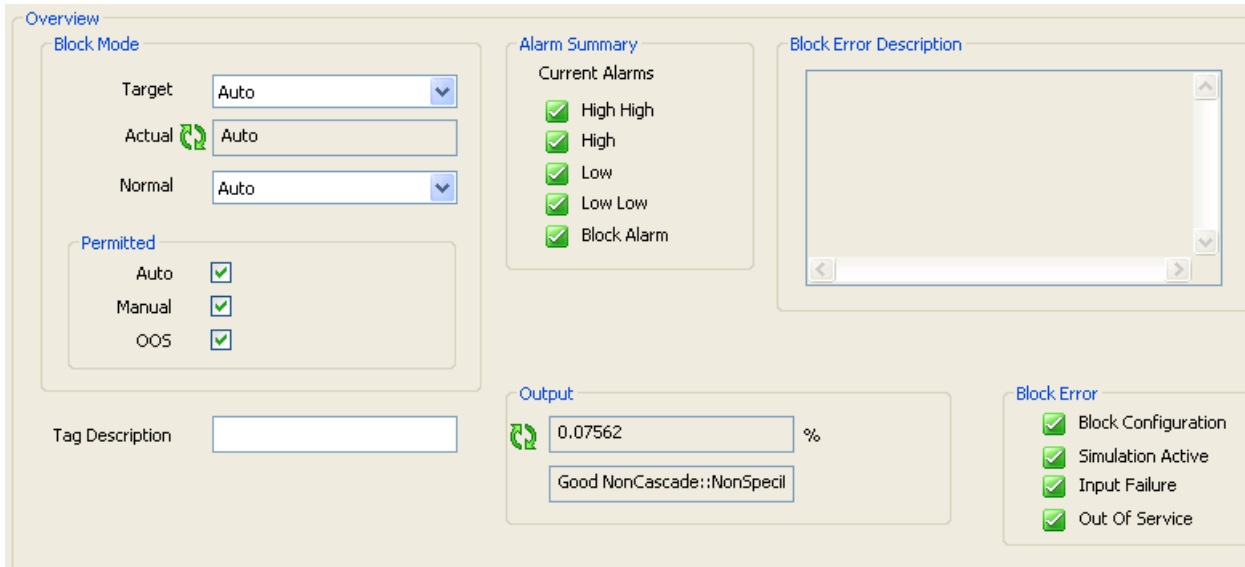 Overview
Block Mode
Target
Auto
Actual
Auto
Normal
Auto
Permitted
Auto
Manual
OOS
Tag Description
Alarm Summary
Current Alarms
High High
High
Low
Low Low
Block Alarm
Block Error Description
Output
0.07562
%
Good NonCascade::NonSpecif
Block Error
Block Configuration
Simulation Active
Input Failure
Out Of Service